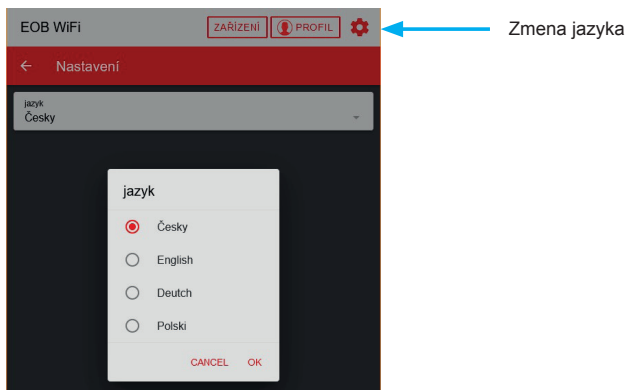 EOB WiFi
ZAŘÍZENÍ
PROFIL
Zmena jazyka
Nastavení
jazyk
Česky
jazyk
Česky
English
Deutch
Polski
CANCEL OK